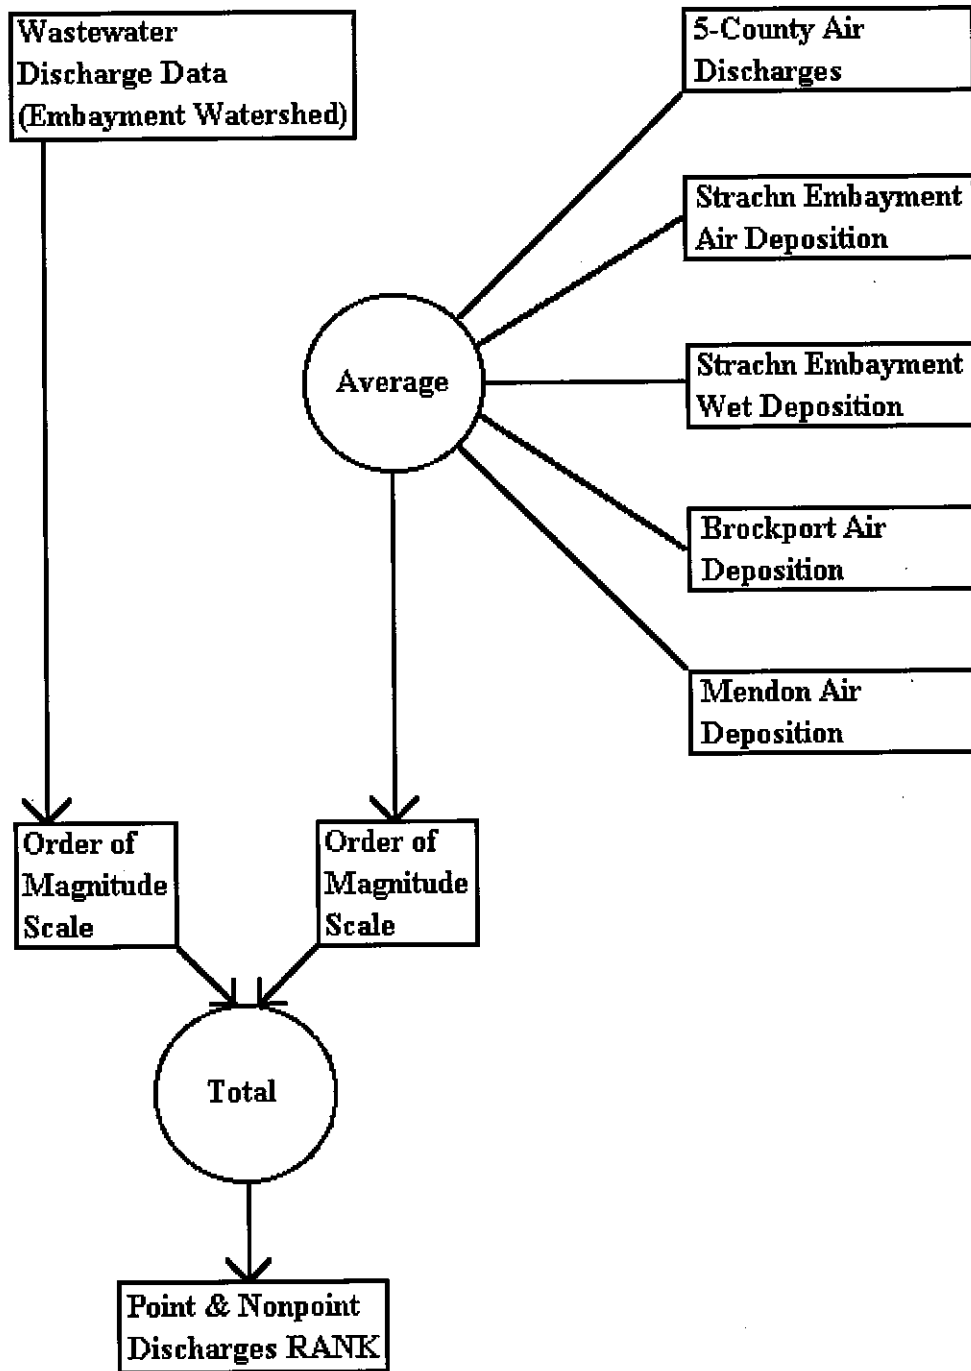 Wastewater
Discharge Data
(Embayment Watershed)
5-County Air
Discharges
Strachn Embayment
Air Deposition
Strachn Embayment
Wet Deposition
Average
Brockport Air
Deposition
Mendon Air
Deposition
Order of
Magnitude
Scale
Order of
Magnitude
Scale
Total
Point & Nonpoint
Discharges RANK